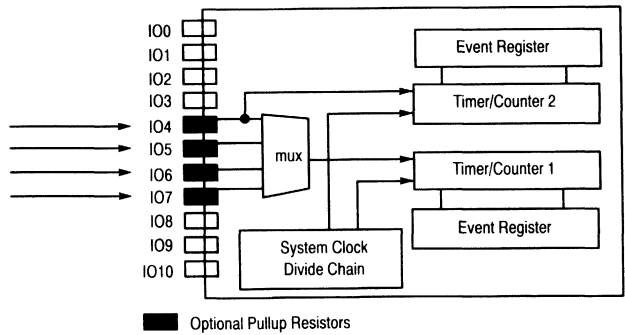 IO0
IO1
IO2
IO3
IO4
IO5
IO6
IO7
IO8
IO9
IO10
mux
Event Register
Timer/Counter 2
Timer/Counter 1
Event Register
System Clock
Divide Chain
Optional Pullup Resistors